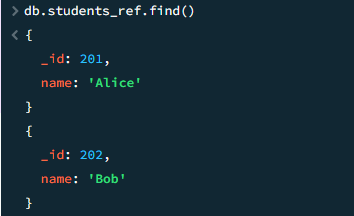 > db.students_ref.find()
< {
_id: 201,
name: 'Alice'
}
{
_id: 202,
name: 'Bob'
}